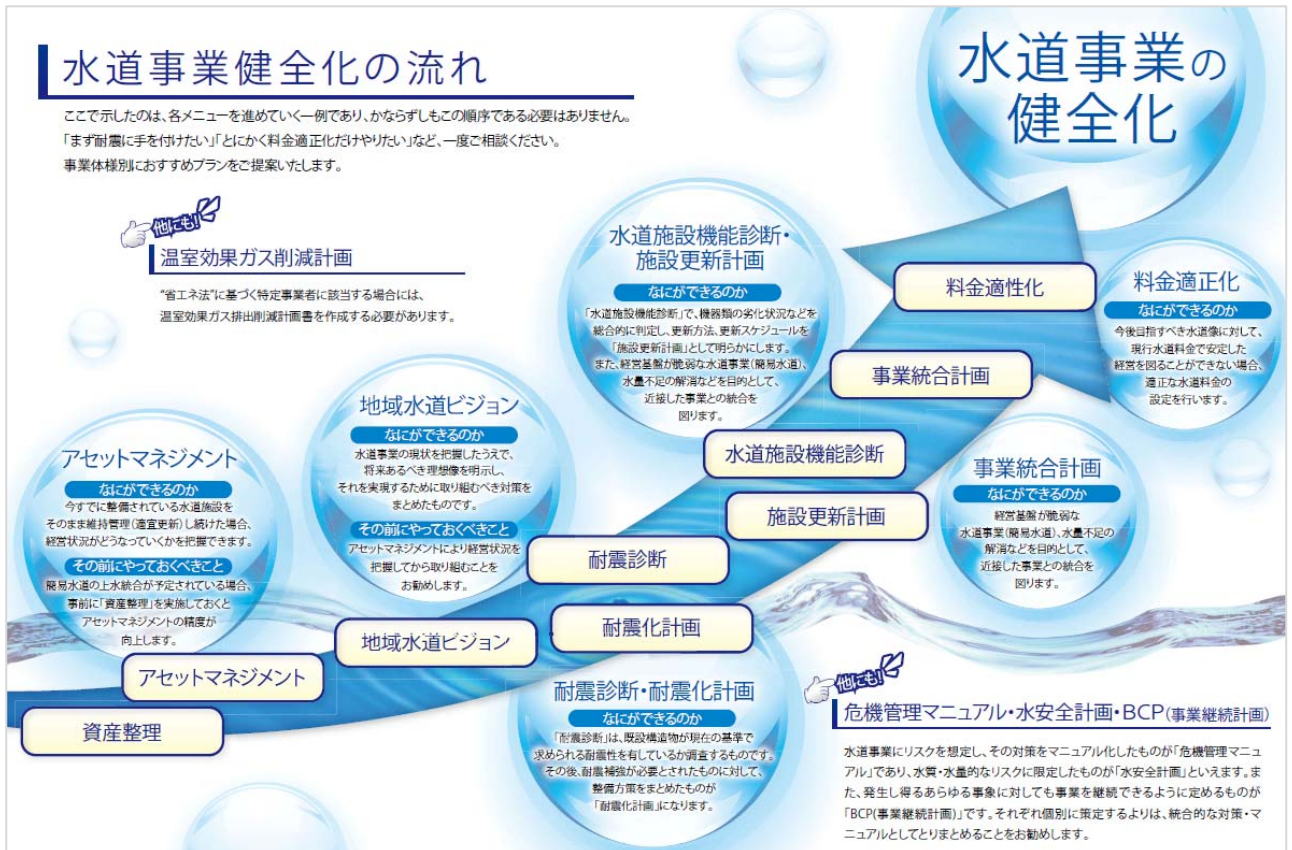 水道事業健全化の流れ
ここで示したのは、各メニューを進めていく一例であり、かならずしもこの順序である必要はありません。
「まず耐震に手を付けたい」「とにかく料金適正化だけやりたい」など、一度ご相談ください。
事業体様別におすすめプランをご提案いたします。
水道事業の
健全化
他にも!
温室効果ガス削減計画
“省エネ法”に基づく特定事業者に該当する場合には、
温室効果ガス排出削減計画書を作成する必要があります。
水道施設機能診断・
施設更新計画
なにができるのか
「水道施設機能診断」で、機器類の劣化状況などを
総合的に判定し、更新方法、更新スケジュールを
「施設更新計画」として明らかにします。
また、経営基盤が脆弱な水道事業(簡易水道)、
水量不足の解消などを目的として、
近接した事業との統合を
図ります。
料金適性化
料金適正化
なにができるのか
今後目指すべき水道像に対して、
現行水道料金で安定した
経営を図ることができない場合、
適正な水道料金の
設定を行います。
事業統合計画
地域水道ビジョン
なにができるのか
水道事業の現状を把握したうえで、
将来あるべき理想像を明示し、
それを実現するために取り組むべき対策を
まとめたものです。
その前にやっておくべきこと
アセットマネジメントにより経営状況を
把握してから取り組むことを
お勧めします。
アセットマネジメント
なにができるのか
今すでに整備されている水道施設を
そのまま維持管理(適宜更新)し続けた場合、
経営状況がどうなっていくかを把握できます。
その前にやっておくべきこと
簡易水道の上水統合が予定されている場合、
事前に「資産整理」を実施しておくと
アセットマネジメントの精度が
向上します。
水道施設機能診断
施設更新計画
事業統合計画
なにができるのか
経営基盤が脆弱な
水道事業(簡易水道)、水量不足の
解消などを目的として、
近接した事業との統合を
図ります。
耐震診断
耐震化計画
地域水道ビジョン
アセットマネジメント
資産整理
耐震診断・耐震化計画
なにができるのか
「耐震診断」は、既設構造物が現在の基準で
求められる耐震性を有しているか調査するものです。
その後、耐震補強が必要とされたものに対して、
整備方策をまとめたものが
「耐震化計画」になります。
他にも!
危機管理マニュアル・水安全計画・BCP(事業継続計画)
水道事業にリスクを想定し、その対策をマニュアル化したものが「危機管理マニュ
アル」であり、水質・水量的なリスクに限定したものが「水安全計画」といえます。ま
た、発生し得るあらゆる事象に対しても事業を継続できるように定めるものが
「BCP(事業継続計画)」です。それぞれ個別に策定するよりは、統合的な対策・マ
ニュアルとしてとりまとめることをお勧めします。